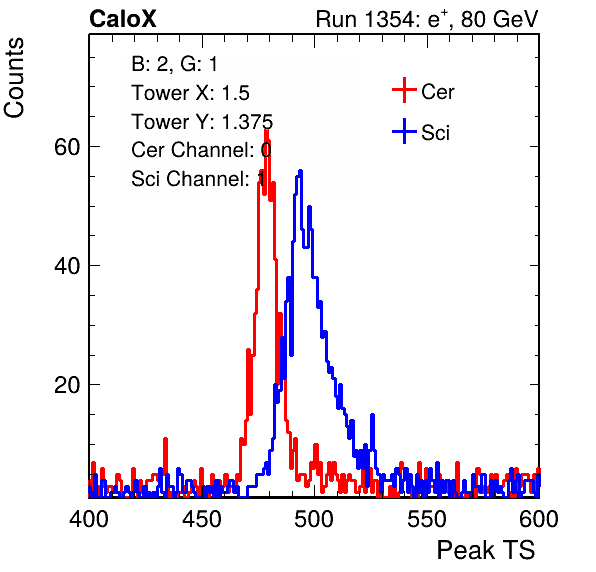 CaloX Run 1354: e+, 80 GeV
Counts
B: 2, G: 1
Tower X: 1.5
Tower Y: 1.375
Cer Channel: 0
Sci Channel: 1
Cer
Sci
60
40
20
400 450 500 550 600
Peak TS